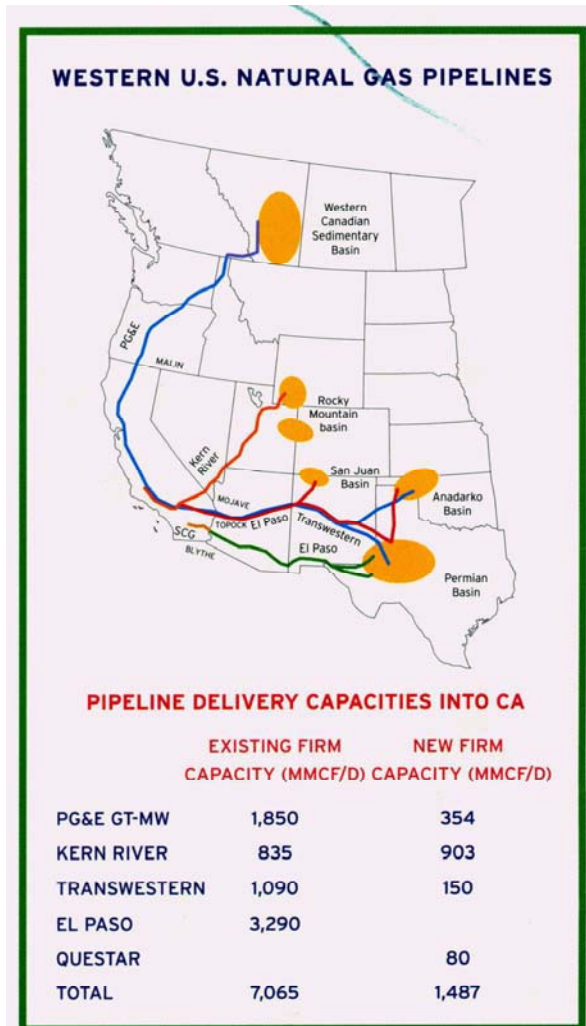 WESTERN U.S. NATURAL GAS PIPELINES
Western
Canadian
Sedimentary
Basin
PG&E
MALIN
Rocky
Mountain
basin
Kern
River
San Juan
Basin
MOJAVE
Anadarko
Basin
TOPOCK
El Paso
Transwestern
SCG
El Paso
BLYTHE
Permian
Basin
PIPELINE DELIVERY CAPACITIES INTO CA
EXISTING FIRM NEW FIRM
CAPACITY (MMCF/D) CAPACITY (MMCF/D)
PG&E GT-MW 1,850 354
KERN RIVER 835 903
TRANSWESTERN 1,090 150
EL PASO 3,290
QUESTAR 80
TOTAL 7,065 1,487